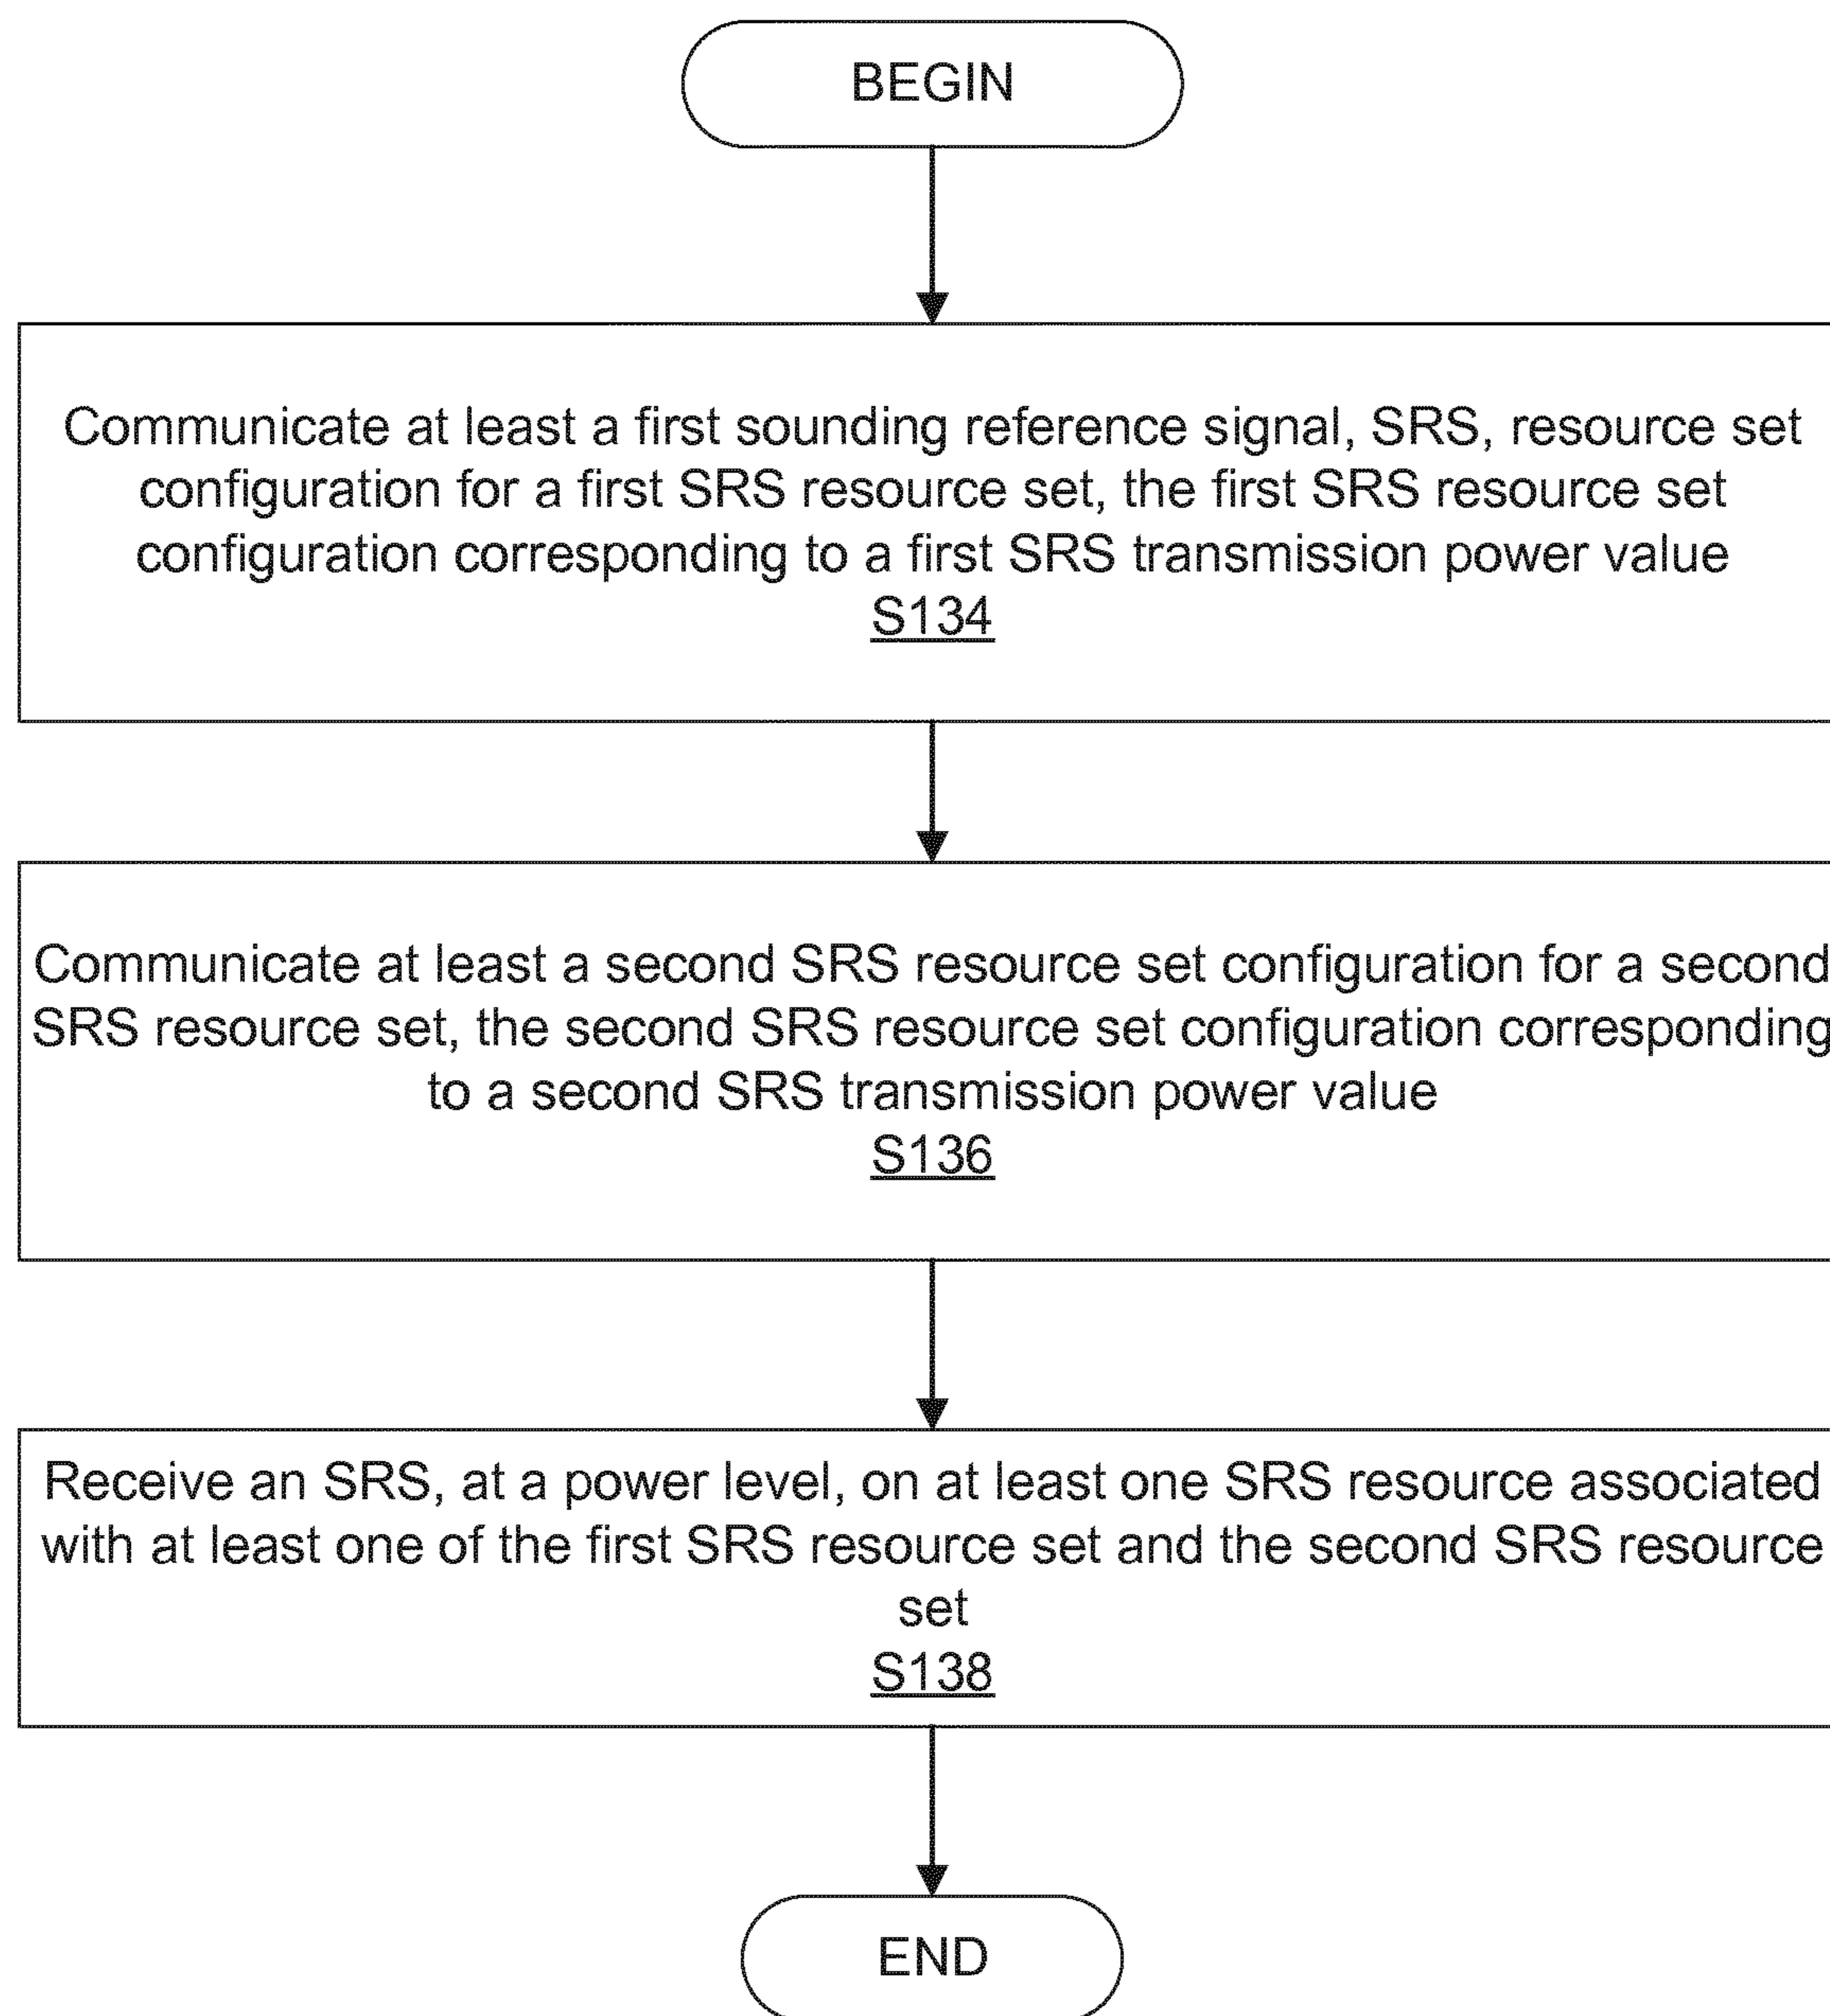 BEGIN
Communicate at least a first sounding reference signal, SRS, resource set
configuration for a first SRS resource set, the first SRS resource set
configuration corresponding to a first SRS transmission power value
S134
Communicate at least a second SRS resource set configuration for a second
SRS resource set, the second SRS resource set configuration corresponding
to a second SRS transmission power value
S136
Receive an SRS, at a power level, on at least one SRS resource associated
with at least one of the first SRS resource set and the second SRS resource
set
S138
END